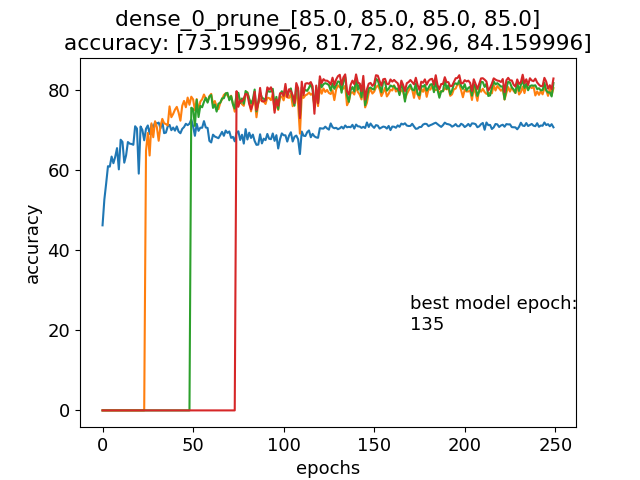 dense_0_prune_[85.0, 85.0, 85.0, 85.0]
accuracy: [73.159996, 81.72, 82.96, 84.159996]
80
60
40
20
0
accuracy
best model epoch:
135
0 50 100 150 200 250
epochs